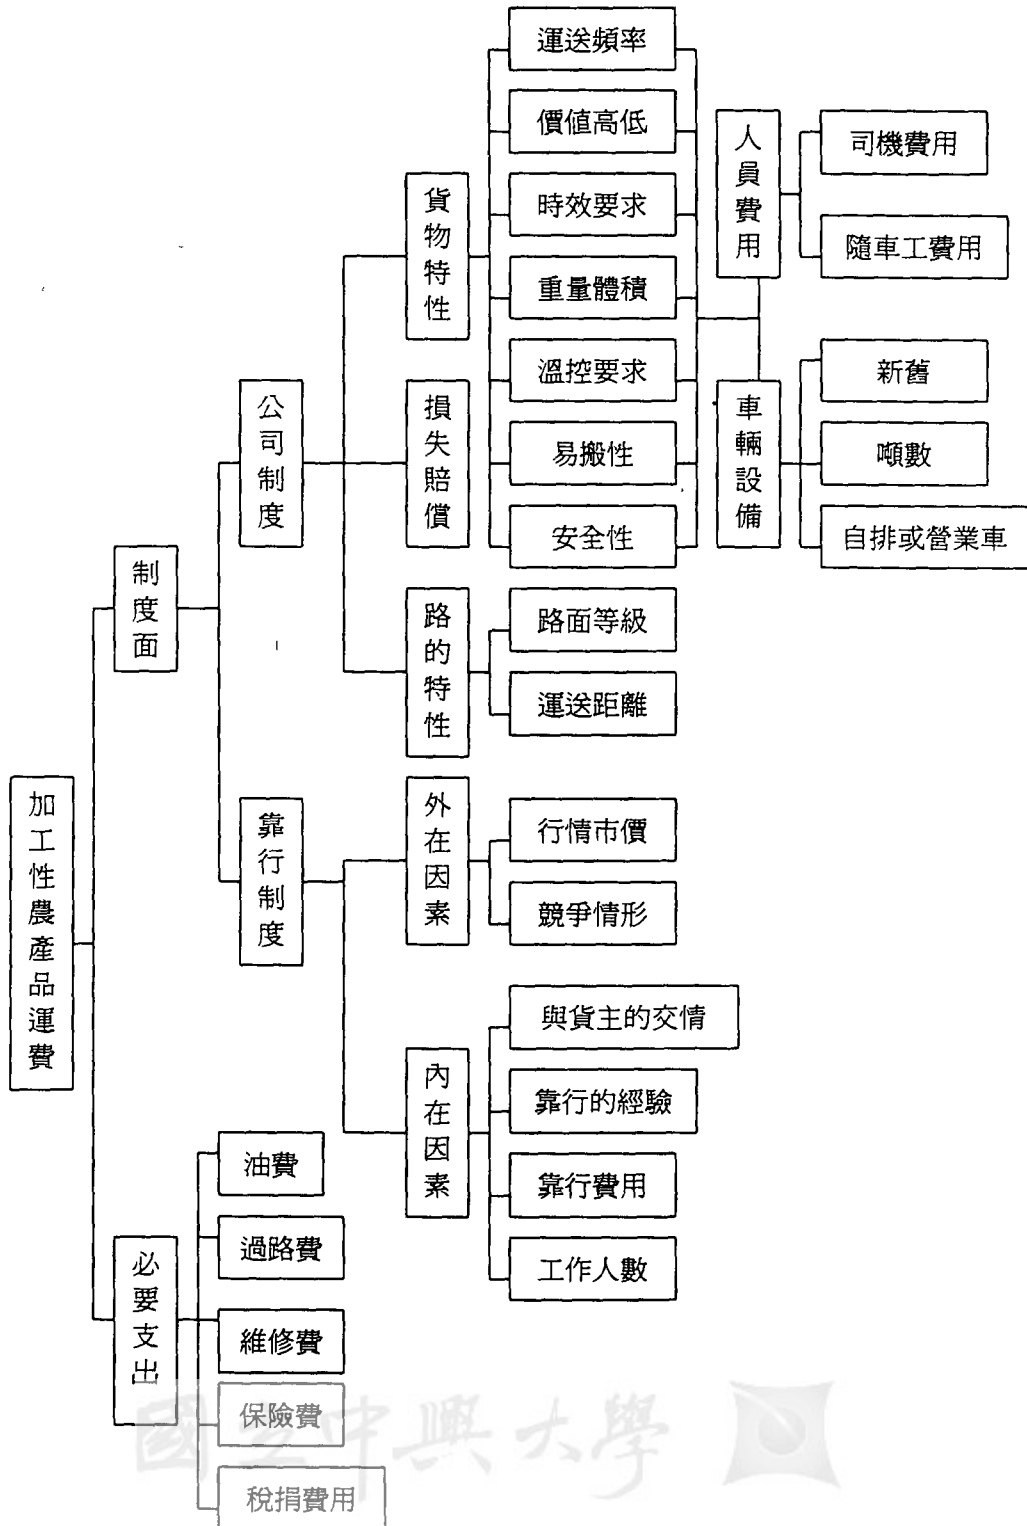 加工性農產品運費
制度面
公司制度
貨物特性
運送頻率
價值高低
時效要求
重量體積
溫控要求
易搬性
安全性
人員費用
司機費用
隨車工費用
車輛設備
新舊
噸數
自排或營業車
損失賠償
路的特性
路面等級
運送距離
靠行制度
外在因素
行情市價
競爭情形
內在因素
與貨主的交情
靠行的經驗
靠行費用
工作人數
必要支出
油費
過路費
維修費
保險費
稅捐費用
國立中興大學